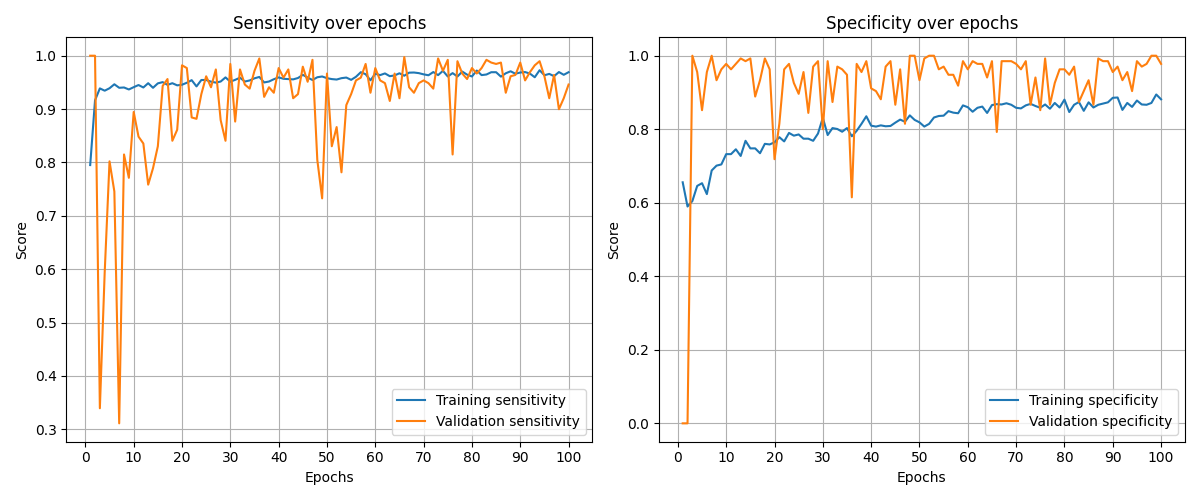 Sensitivity over epochs
1.0
0.9
0.8
0.7
0.6
0.5
0.4
0.3
Score
0 10 20 30 40 50 60 70 80 90 100
Epochs
Training sensitivity
Validation sensitivity
Specificity over epochs
1.0
0.8
0.6
0.4
0.2
0.0
Score
0 10 20 30 40 50 60 70 80 90 100
Epochs
Training specificity
Validation specificity